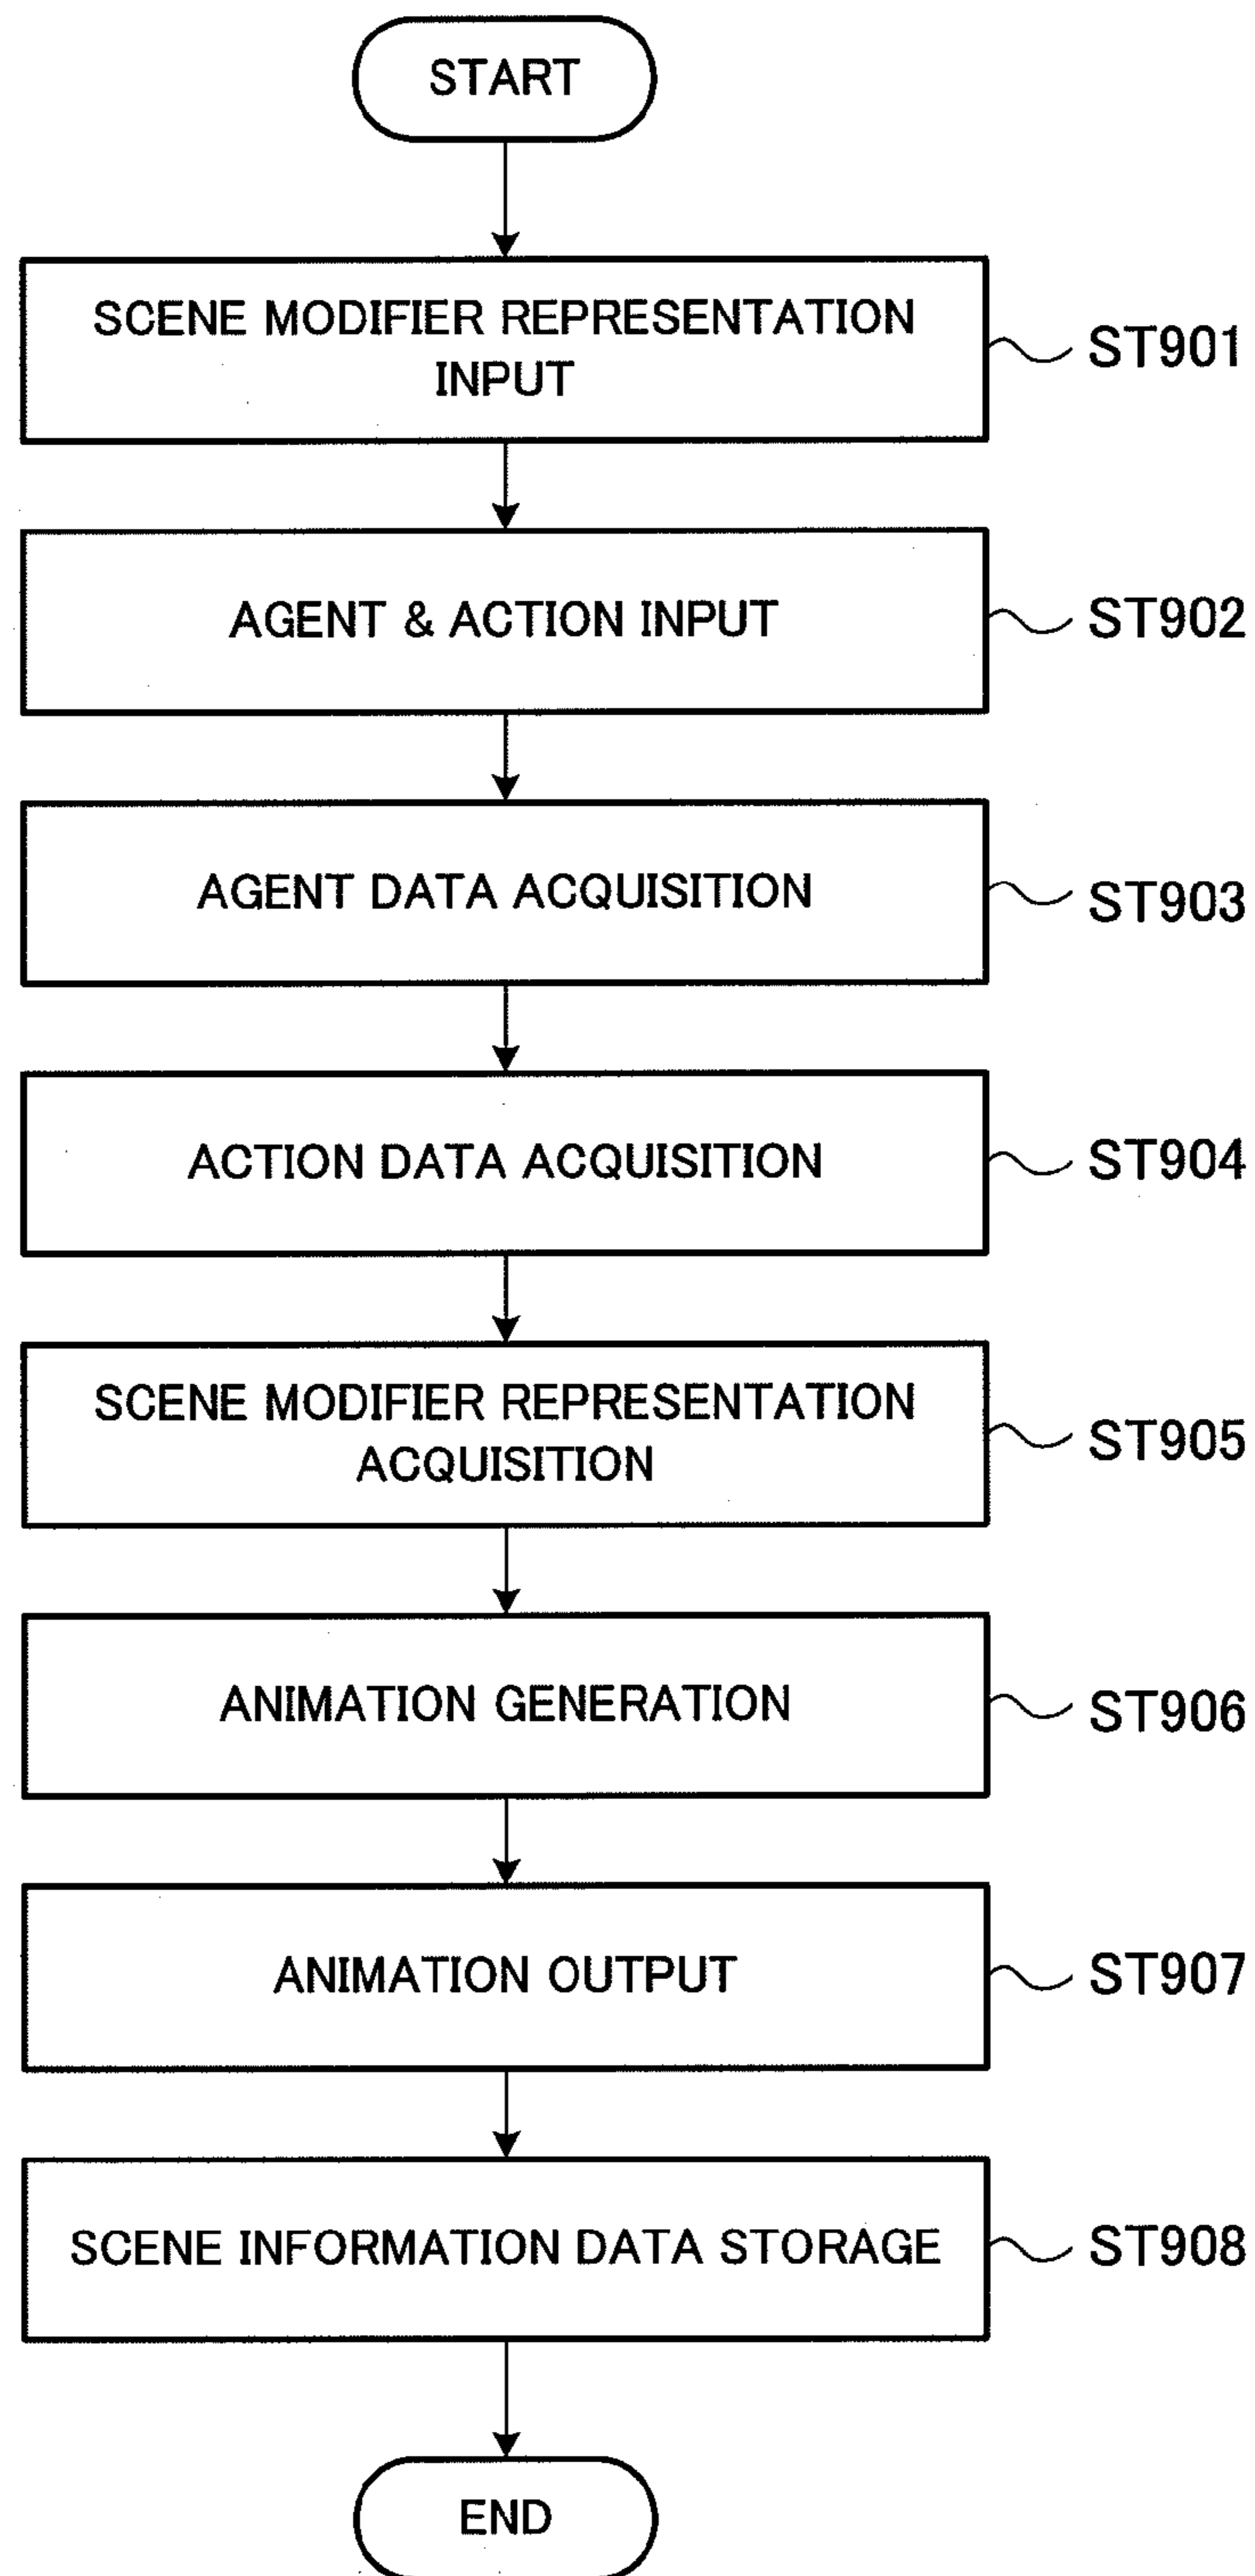 START
SCENE MODIFIER REPRESENTATION
INPUT
ST901
AGENT & ACTION INPUT
ST902
AGENT DATA ACQUISITION
ST903
ACTION DATA ACQUISITION
ST904
SCENE MODIFIER REPRESENTATION
ACQUISITION
ST905
ANIMATION GENERATION
ST906
ANIMATION OUTPUT
ST907
SCENE INFORMATION DATA STORAGE
ST908
END